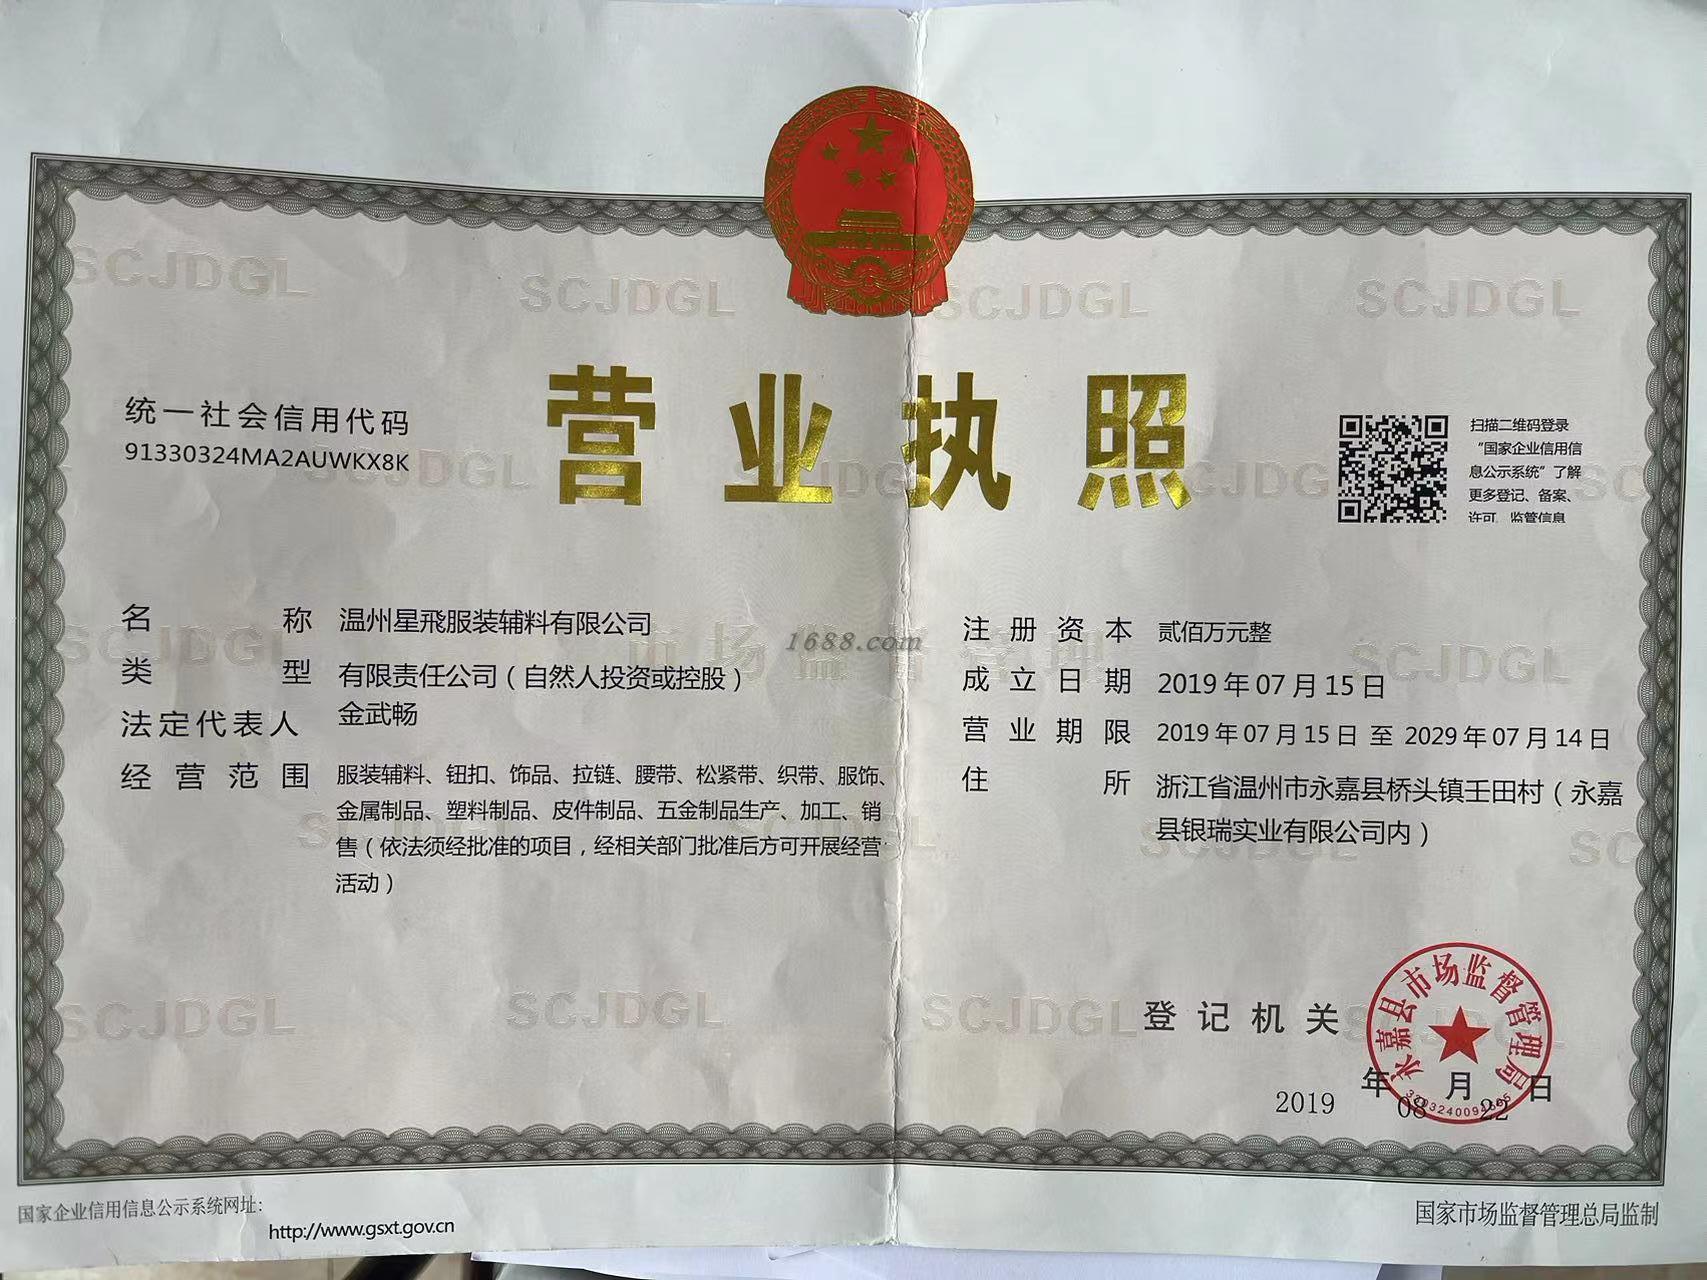 营业执照
统一社会信用代码
91330324MA2AUWKX8K
扫描二维码登录
“国家企业信用信
息公示系统”了解
更多登记、备案、
许可、监管信息
名称 温州星飛服装辅料有限公司
类型 有限责任公司（自然人投资或控股）
法定代表人 金武畅
经营范围 服装辅料、钮扣、饰品、拉链、腰带、松紧带、织带、服饰、
金属制品、塑料制品、皮件制品、五金制品生产、加工、销
售（依法须经批准的项目，经相关部门批准后方可开展经营
活动）
注册资本 贰佰万元整
成立日期 2019年07月15日
营业期限 2019年07月15日 至 2029年07月14日
住所 浙江省温州市永嘉县桥头镇壬田村（永嘉
县银瑞实业有限公司内）
1688.com
市场监督管理
SCJDGL
登记机关
永嘉县市场监督管理局
2019年08月22日
国家企业信用信息公示系统网址:
http://www.gsxt.gov.cn
国家市场监督管理总局监制